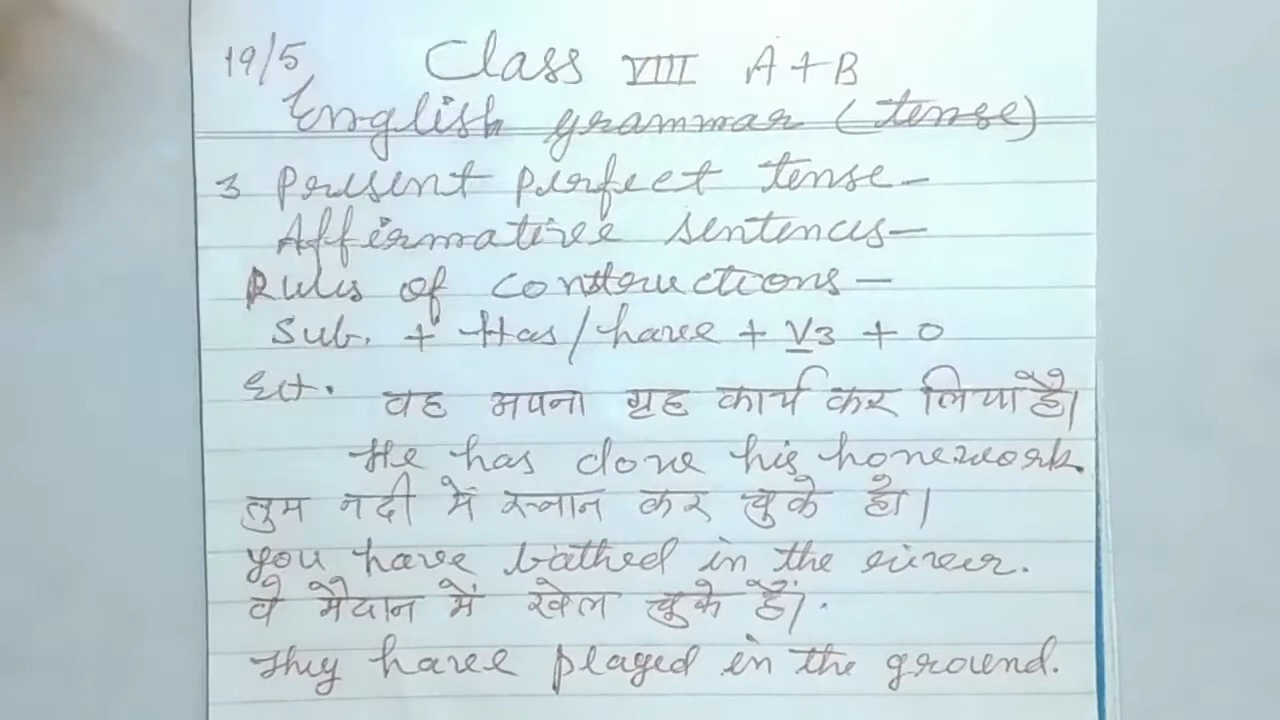 19/5 Class VIII A+B
English grammar (tense)
3 Present perfect tense-
Affirmative sentences-
Rules of constructions-
Sub. + Has/have + V3 + O
Ex. वह अपना ग्रह कार्य कर लिया है।
He has done his homework.
तुम नदी में स्नान कर चुके हो।
you have bathed in the river.
वे मैदान में खेल चुके हैं।
They have played in the ground.